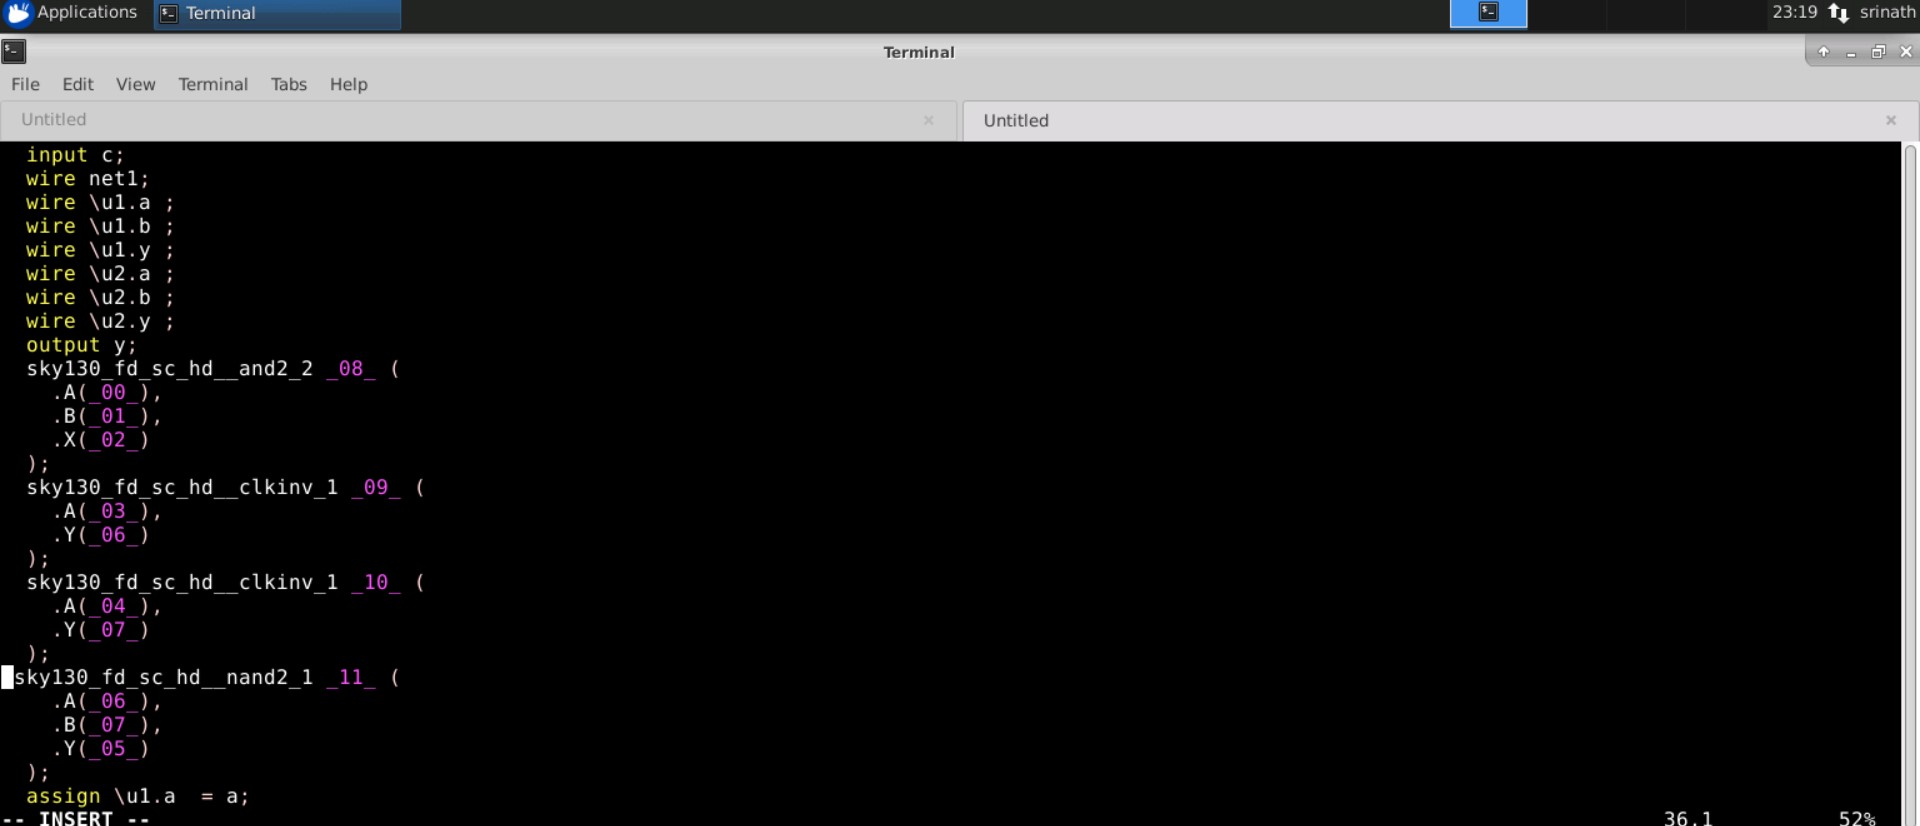 Applications Terminal 23:19 srinath
Terminal
File Edit View Terminal Tabs Help
Untitled Untitled
input c;
wire net1;
wire \u1.a ;
wire \u1.b ;
wire \u1.y ;
wire \u2.a ;
wire \u2.b ;
wire \u2.y ;
output y;
sky130_fd_sc_hd__and2_2 _08_ (
.A(_00_),
.B(_01_),
.X(_02_)
);
sky130_fd_sc_hd__clkinv_1 _09_ (
.A(_03_),
.Y(_06_)
);
sky130_fd_sc_hd__clkinv_1 _10_ (
.A(_04_),
.Y(_07_)
);
sky130_fd_sc_hd__nand2_1 _11_ (
.A(_06_),
.B(_07_),
.Y(_05_)
);
assign \u1.a  = a;
-- INSERT -- 36,1 52%